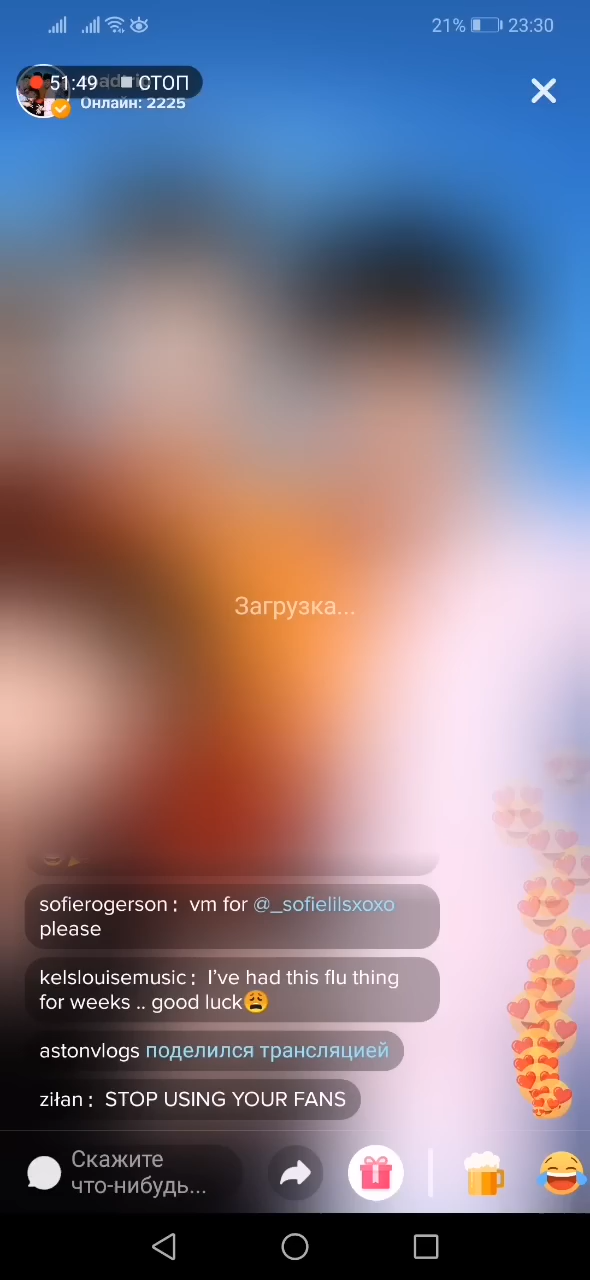 21% 23:30
51:49 СТОП
Онлайн: 2225
Загрузка...
sofierogerson : vm for @_sofielilsxoxo
please
kelslouisemusic : I've had this flu thing
for weeks .. good luck😩
astonvlogs поделился трансляцией
ziłan : STOP USING YOUR FANS
Скажите
что-нибудь...